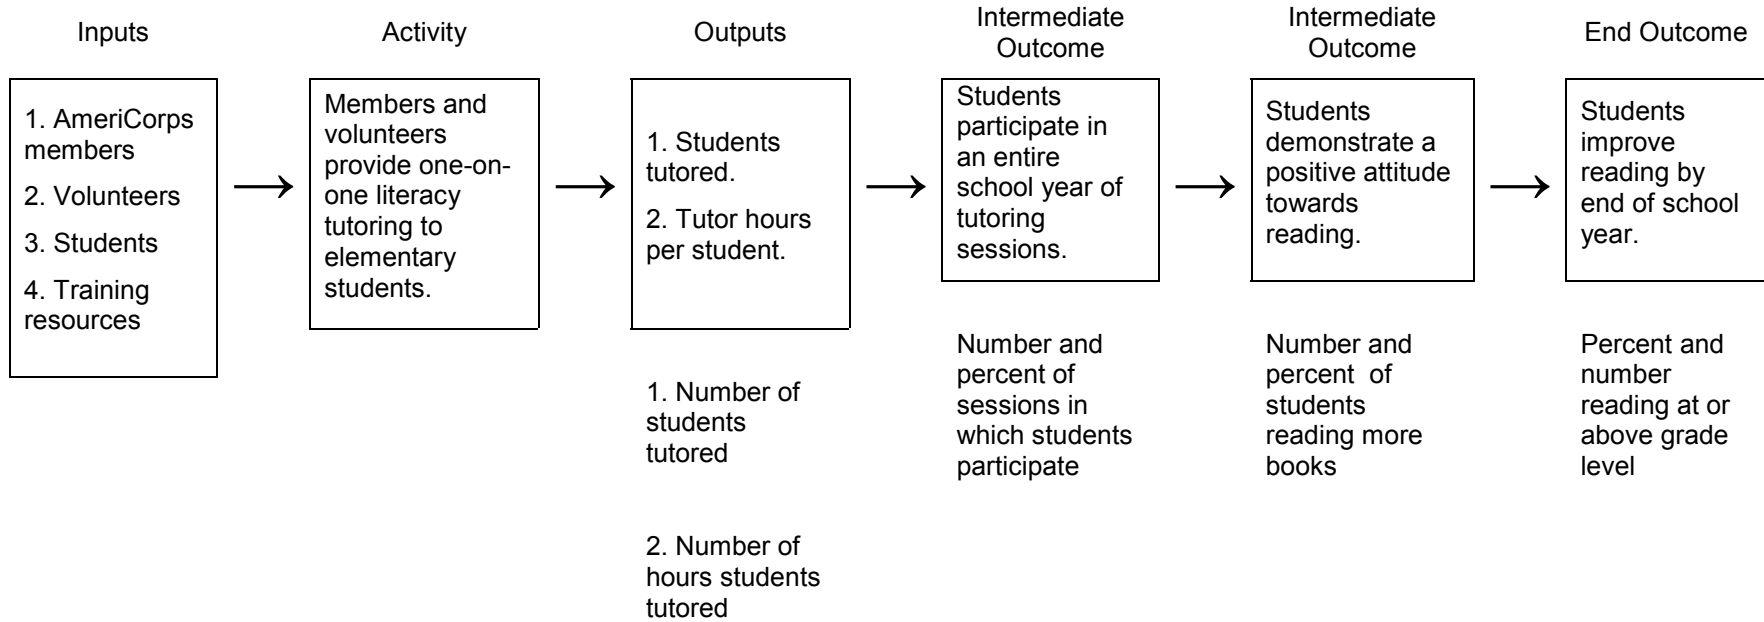 Inputs
Activity
Outputs
Intermediate
Outcome
Intermediate
Outcome
End Outcome
1. AmeriCorps
members
2. Volunteers
3. Students
4. Training
resources
Members and
volunteers
provide one-on-
one literacy
tutoring to
elementary
students.
1. Students
tutored.
2. Tutor hours
per student.
Students
participate in
an entire
school year of
tutoring
sessions.
Students
demonstrate a
positive attitude
towards
reading.
Students
improve
reading by
end of school
year.
1. Number of
students
tutored
2. Number of
hours students
tutored
Number and
percent of
sessions in
which students
participate
Number and
percent of
students
reading more
books
Percent and
number
reading at or
above grade
level